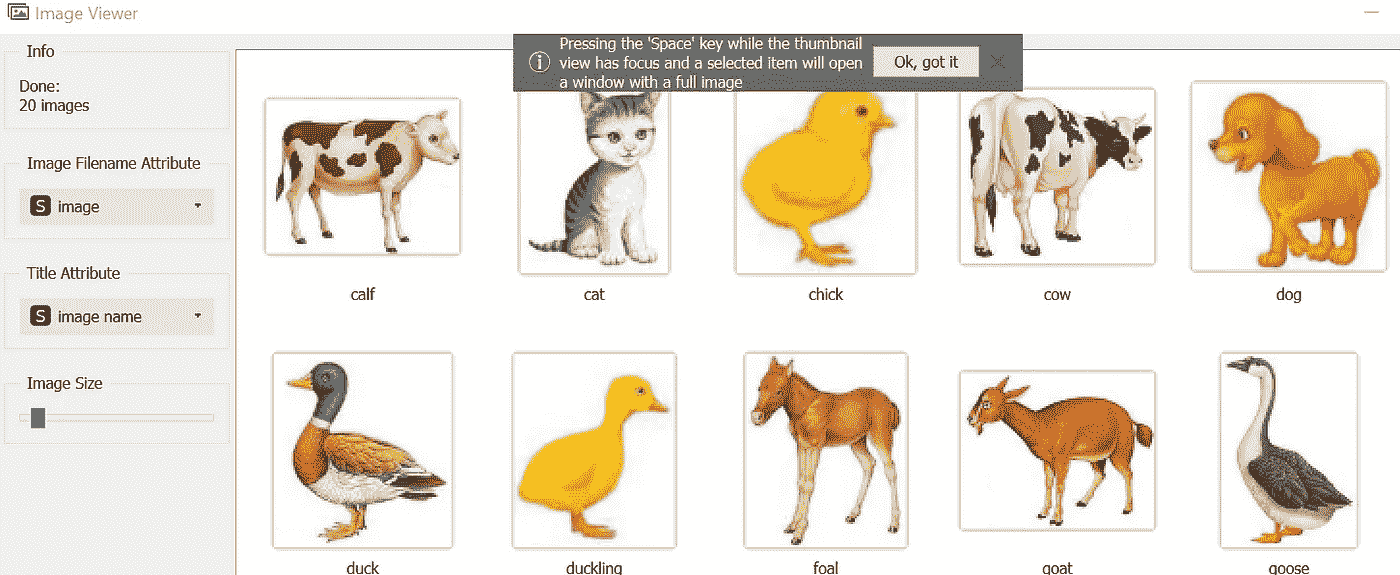 Image Viewer
Info
Done:
20 images
Image Filename Attribute
S image
Title Attribute
S image name
Image Size
Pressing the 'Space' key while the thumbnail
view has focus and a selected item will open
a window with a full image
Ok, got it
calf
cat
chick
cow
dog
duck
duckling
foal
goat
goose